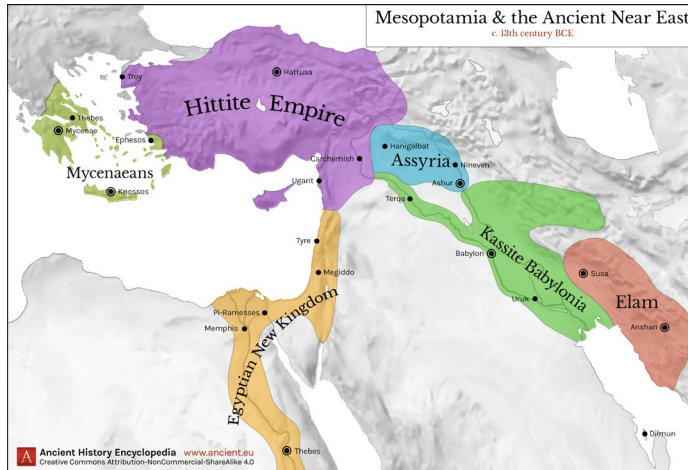 Mesopotamia & the Ancient Near East
c. 13th century BCE
Troy
Hattusa
Hittite Empire
Thebes
Mycenae
Ephesos
Mycenaeans
Knossos
Carchemish
Ugarit
Hanigalbat
Assyria
Nineveh
Ashur
Terqa
Tyre
Megiddo
Babylon
Kassite Babylonia
Uruk
Susa
Elam
Anshan
Pi-Ramesses
Memphis
Egyptian New Kingdom
Thebes
Dilmun
Ancient History Encyclopedia www.ancient.eu
Creative Commons Attribution-NonCommercial-ShareAlike 4.0